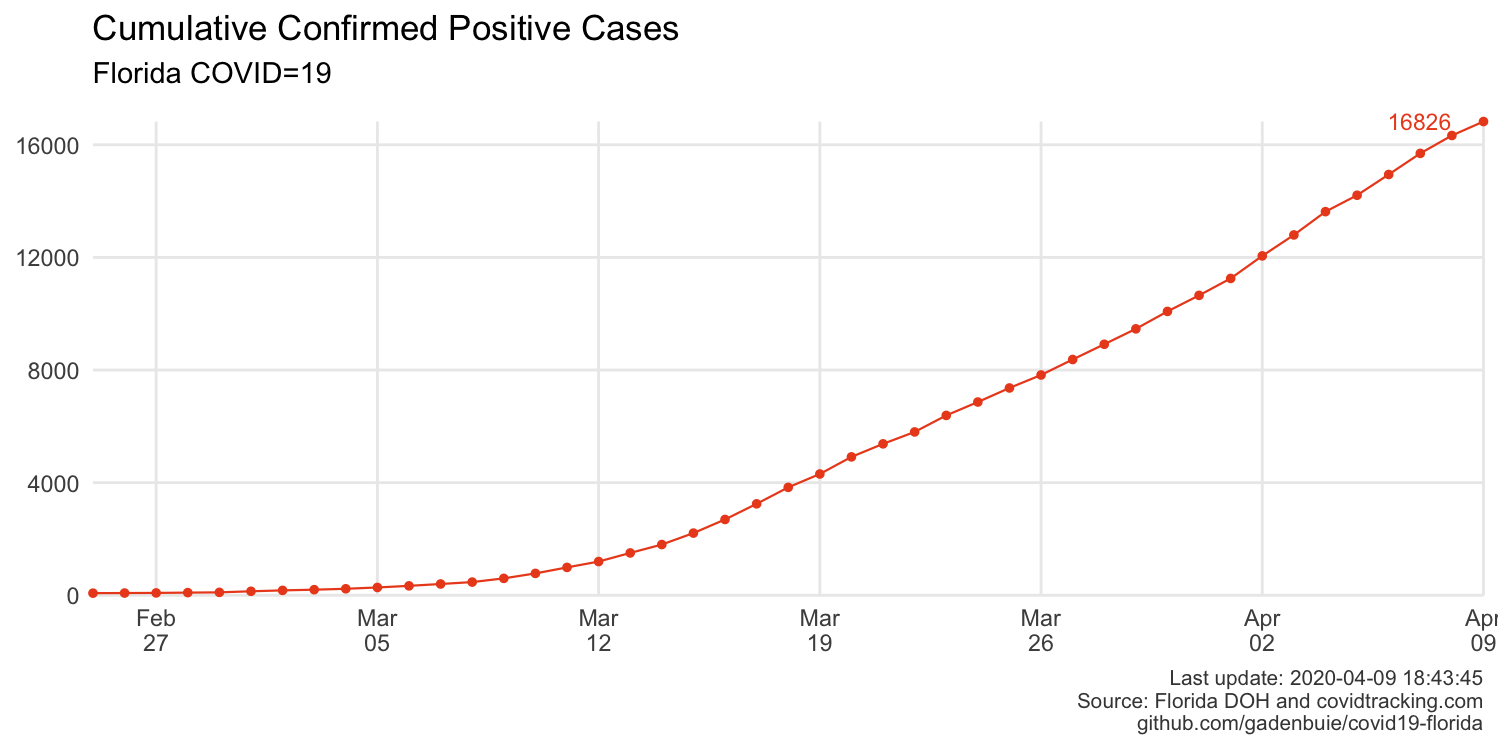 Cumulative Confirmed Positive Cases
Florida COVID=19
16826
16000
12000
8000
4000
0
Feb Mar Mar Mar Mar Apr Apr
27 05 12 19 26 02 09
Last update: 2020-04-09 18:43:45
Source: Florida DOH and covidtracking.com
github.com/gadenbuie/covid19-florida